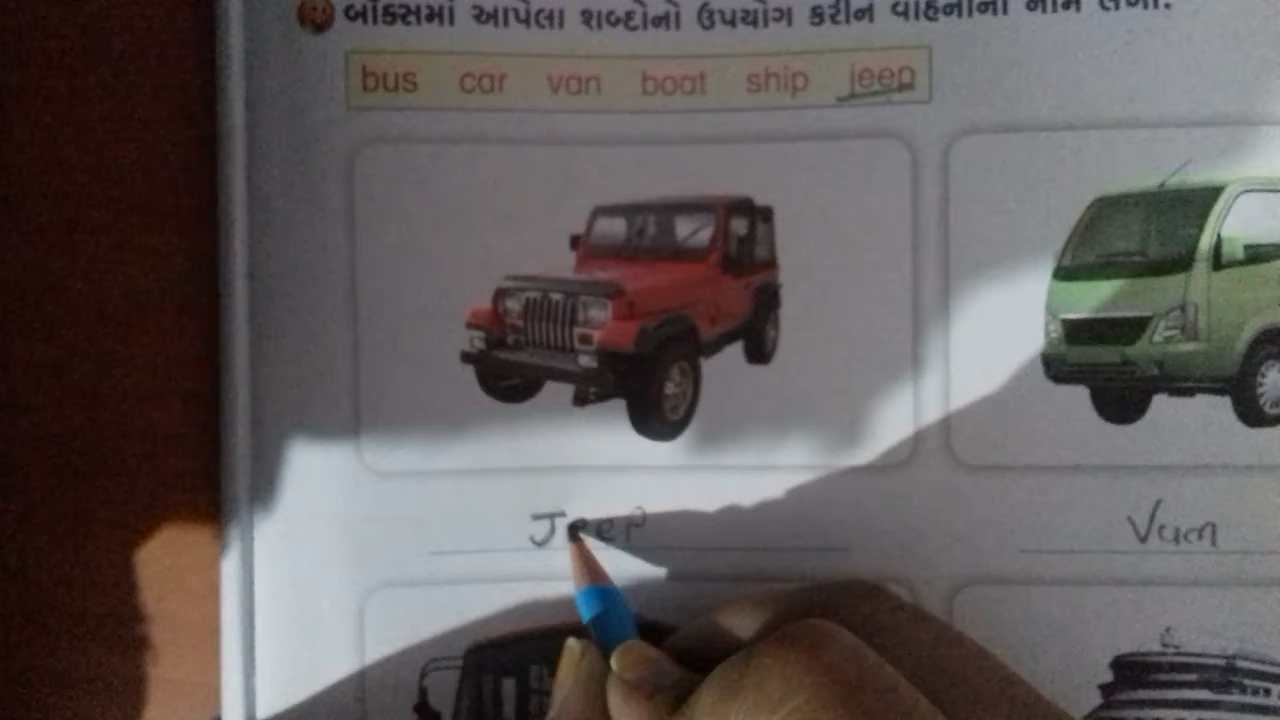 બૉક્સમાં આપેલા શબ્દોનો ઉપયોગ કરીને વાહનોનાં નામ લખો.
bus car van boat ship jeep
Jeep Van